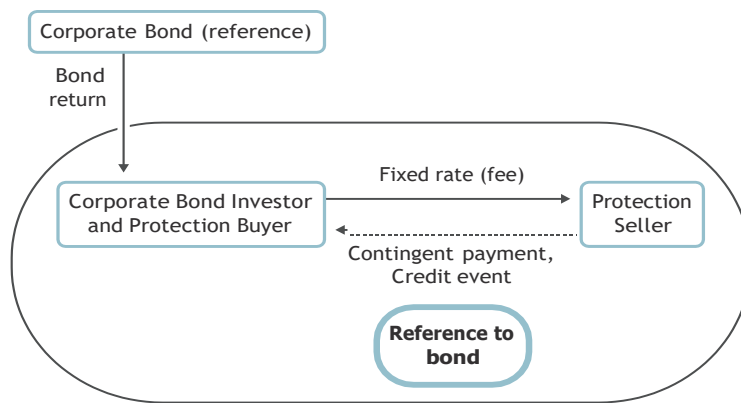 Corporate Bond (reference)
Bond
return
Fixed rate (fee)
Corporate Bond Investor
and Protection Buyer
Protection
Seller
Contingent payment,
Credit event
Reference to
bond